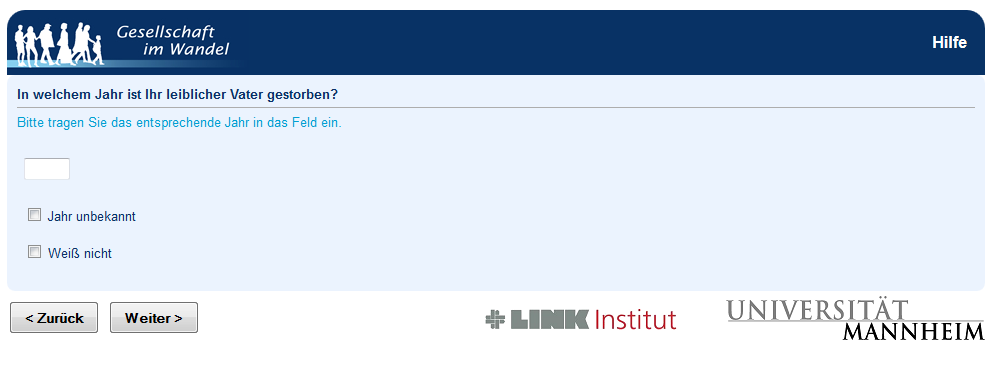 Gesellschaft
im Wandel
Hilfe
In welchem Jahr ist Ihr leiblicher Vater gestorben?
Bitte tragen Sie das entsprechende Jahr in das Feld ein.
Jahr unbekannt
Weiß nicht
< Zurück Weiter >
LINK Institut
UNIVERSITÄT
MANNHEIM